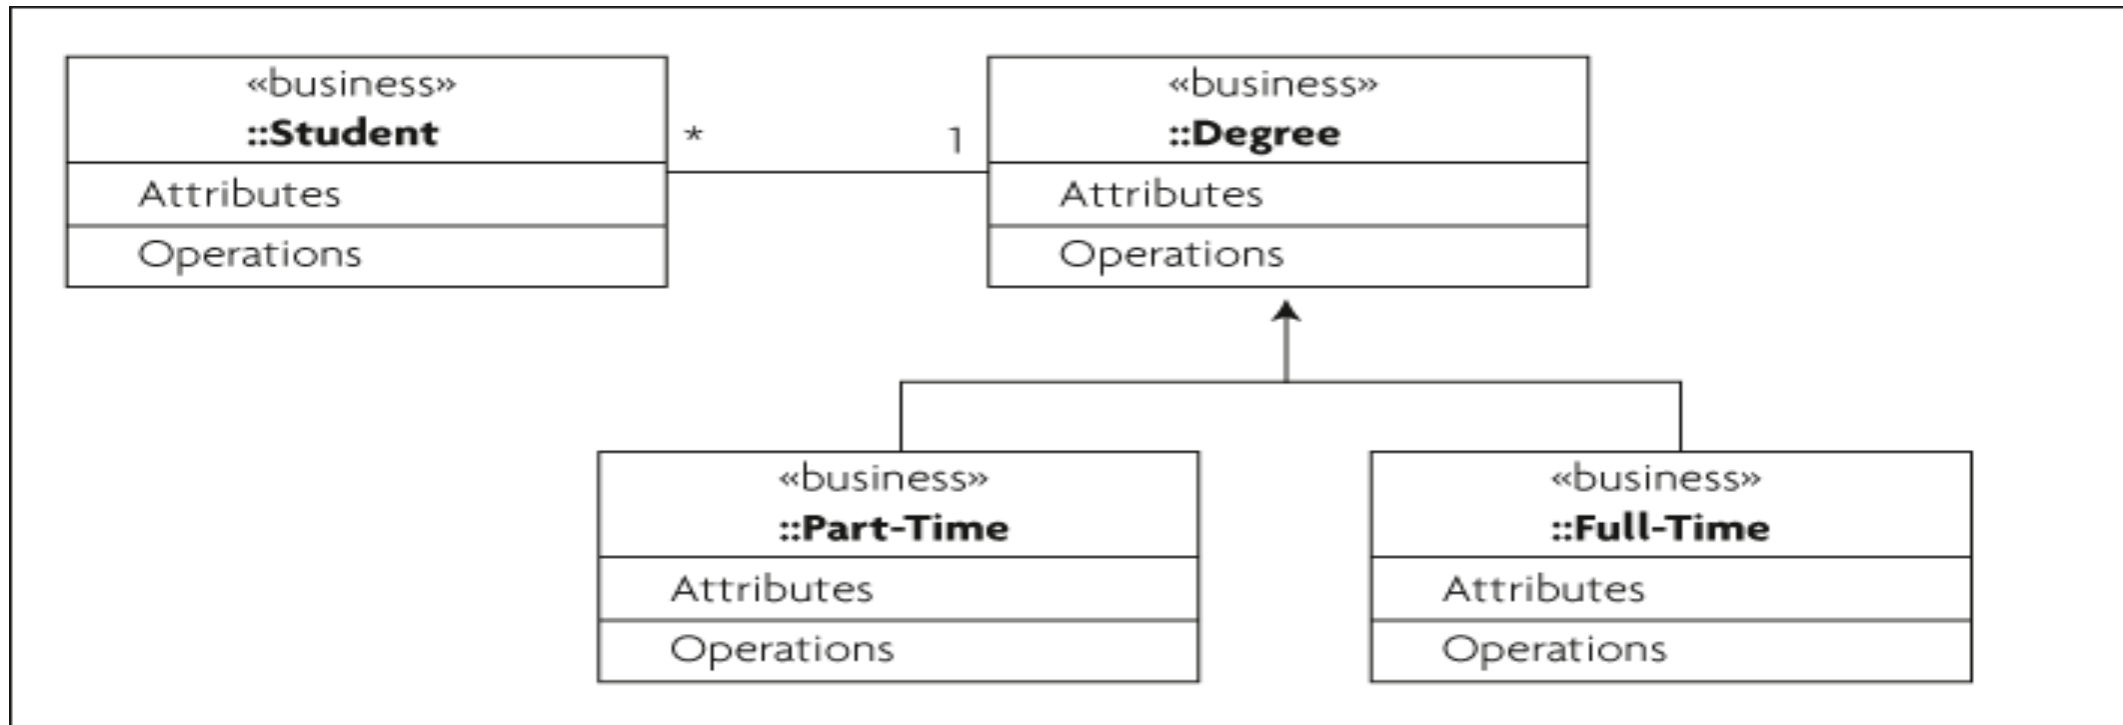 «business»
::Student
Attributes
Operations
*
1
«business»
::Degree
Attributes
Operations
«business»
::Part-Time
Attributes
Operations
«business»
::Full-Time
Attributes
Operations